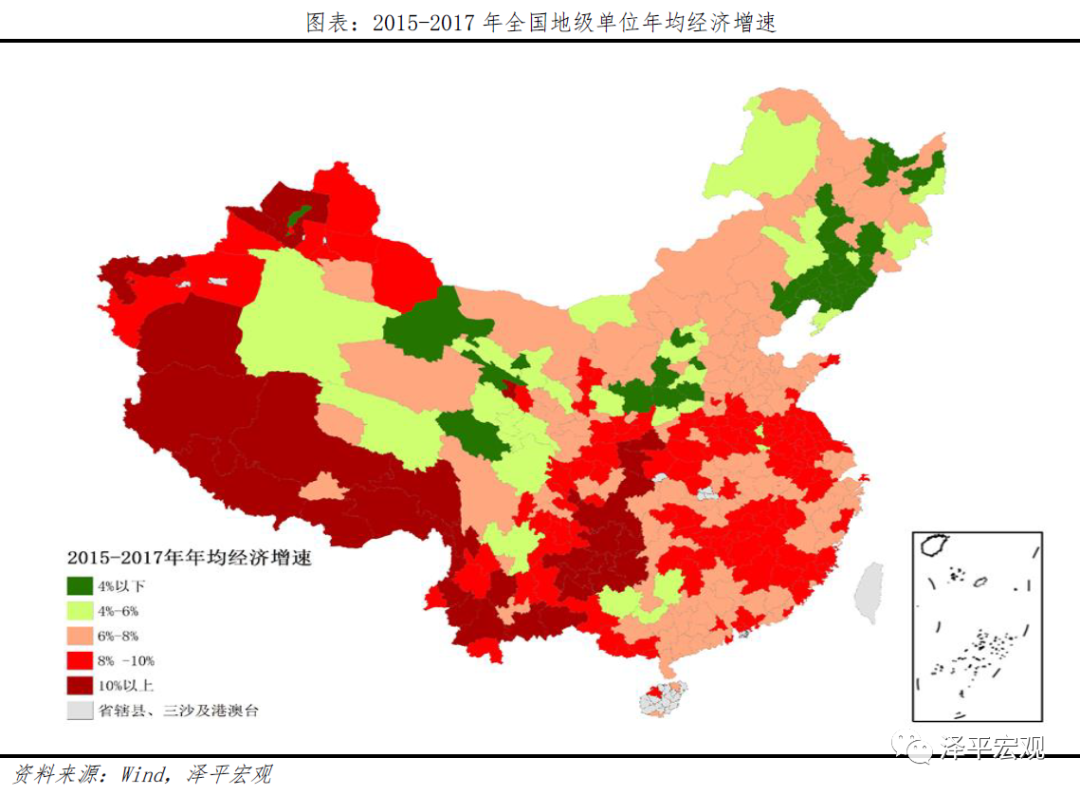 图表：2015-2017 年全国地级单位年均经济增速
2015-2017年年均经济增速
4%以下
4%-6%
6%-8%
8% -10%
10%以上
省辖县、三沙及港澳台
泽平宏观
资料来源：Wind，泽平宏观